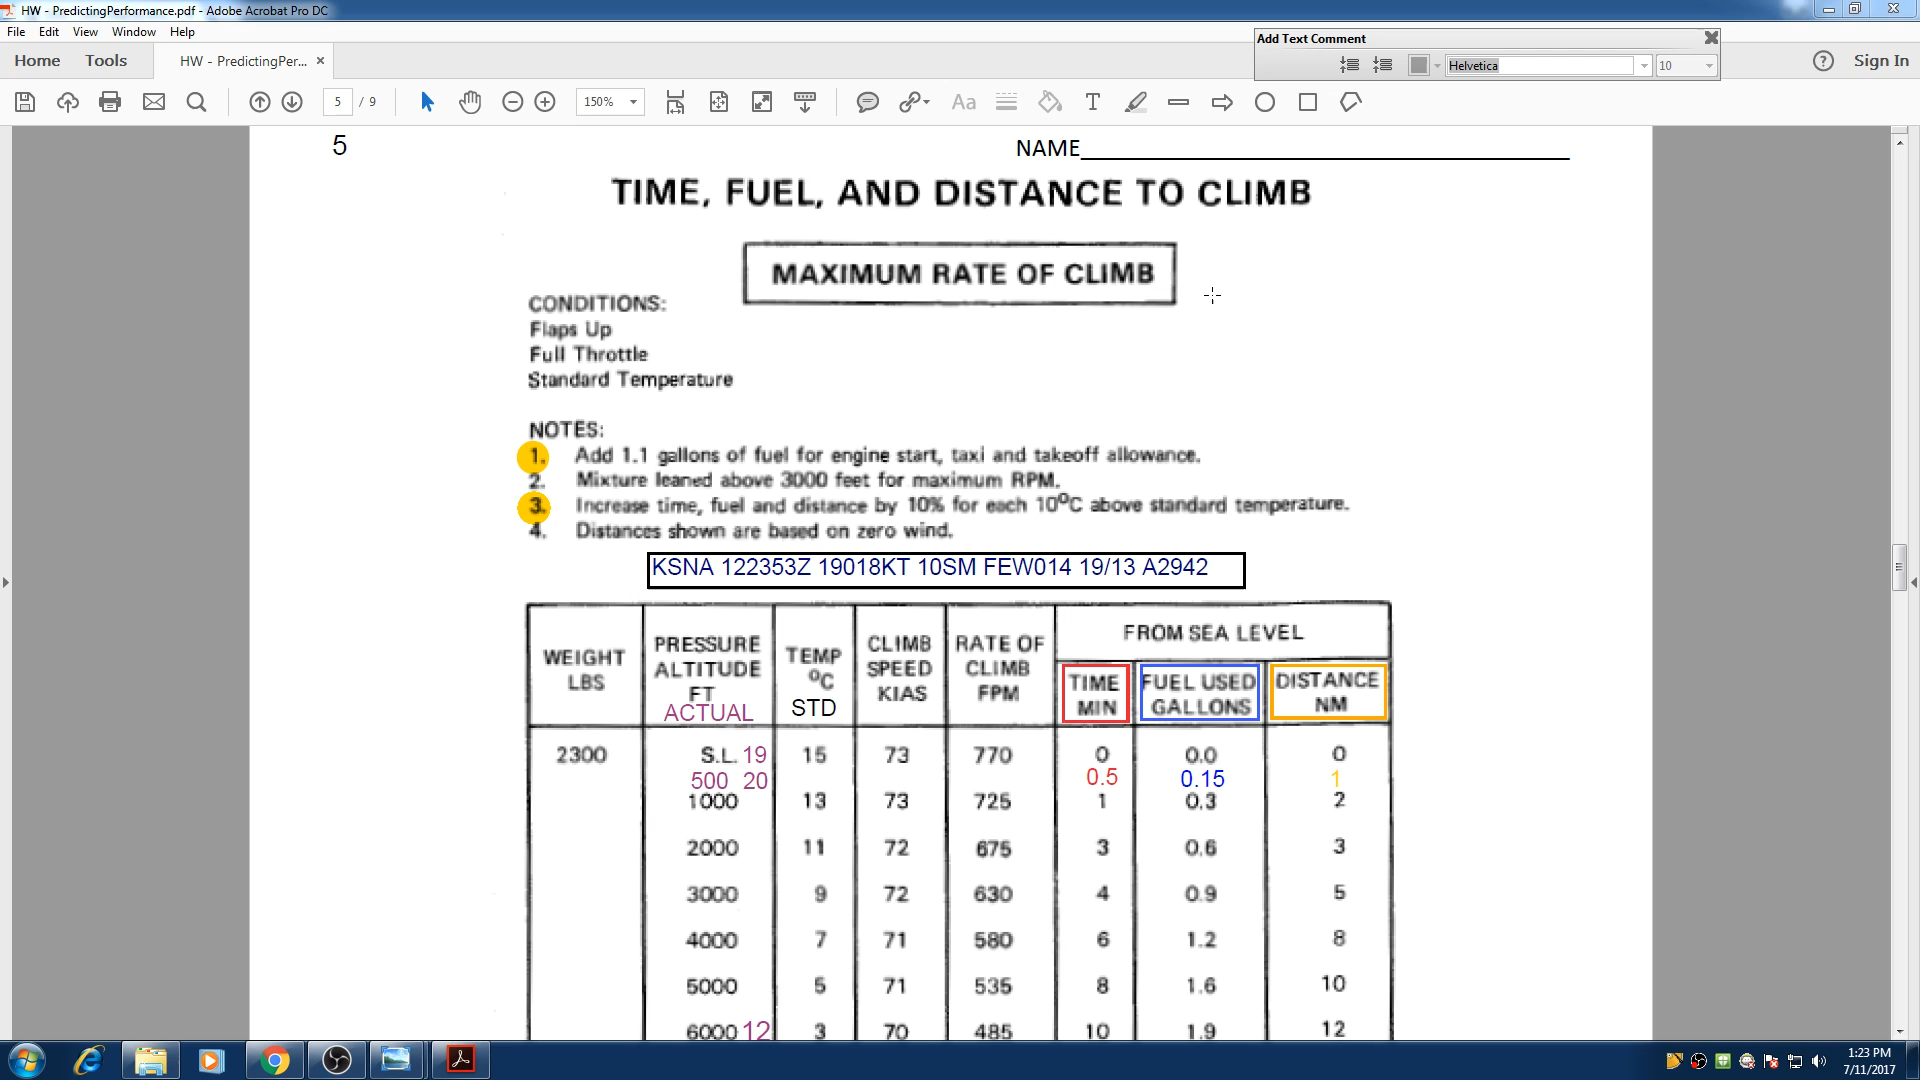 HW - PredictingPerformance.pdf - Adobe Acrobat Pro DC
File Edit View Window Help
Add Text Comment
Home Tools HW - PredictingPer... × Helvetica 10 Sign In
5 / 9 150%
5 NAME
TIME, FUEL, AND DISTANCE TO CLIMB
MAXIMUM RATE OF CLIMB
CONDITIONS:
Flaps Up
Full Throttle
Standard Temperature
NOTES:
1. Add 1.1 gallons of fuel for engine start, taxi and takeoff allowance.
2. Mixture leaned above 3000 feet for maximum RPM.
3. Increase time, fuel and distance by 10% for each 10°C above standard temperature.
4. Distances shown are based on zero wind.
KSNA 122353Z 19018KT 10SM FEW014 19/13 A2942
WEIGHT LBS
PRESSURE ALTITUDE FT ACTUAL
TEMP °C STD
CLIMB SPEED KIAS
RATE OF CLIMB FPM
FROM SEA LEVEL
TIME MIN
FUEL USED GALLONS
DISTANCE NM
2300 S.L. 19 15 73 770 0 0.0 0
500 20 0.5 0.15 1
1000 13 73 725 1 0.3 2
2000 11 72 675 3 0.6 3
3000 9 72 630 4 0.9 5
4000 7 71 580 6 1.2 8
5000 5 71 535 8 1.6 10
6000 12 3 70 485 10 1.9 12
1:23 PM
7/11/2017